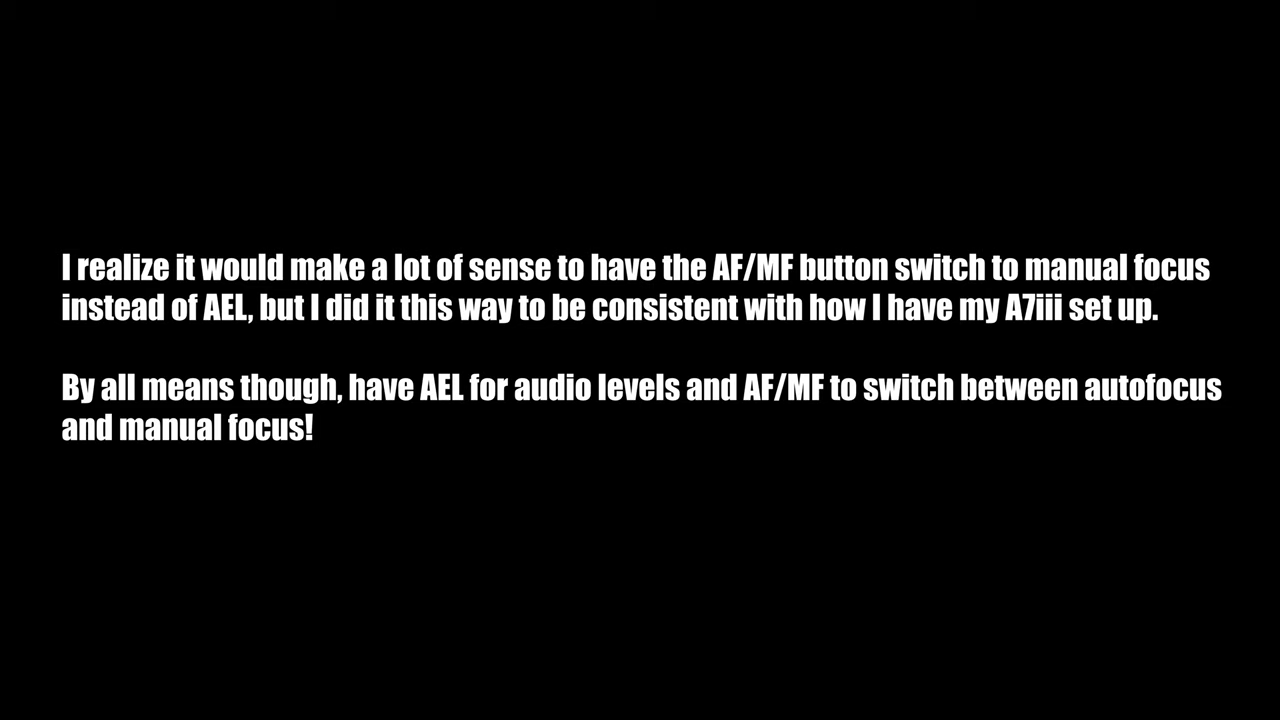 I realize it would make a lot of sense to have the AF/MF button switch to manual focus
instead of AEL, but I did it this way to be consistent with how I have my A7iii set up.
By all means though, have AEL for audio levels and AF/MF to switch between autofocus
and manual focus!